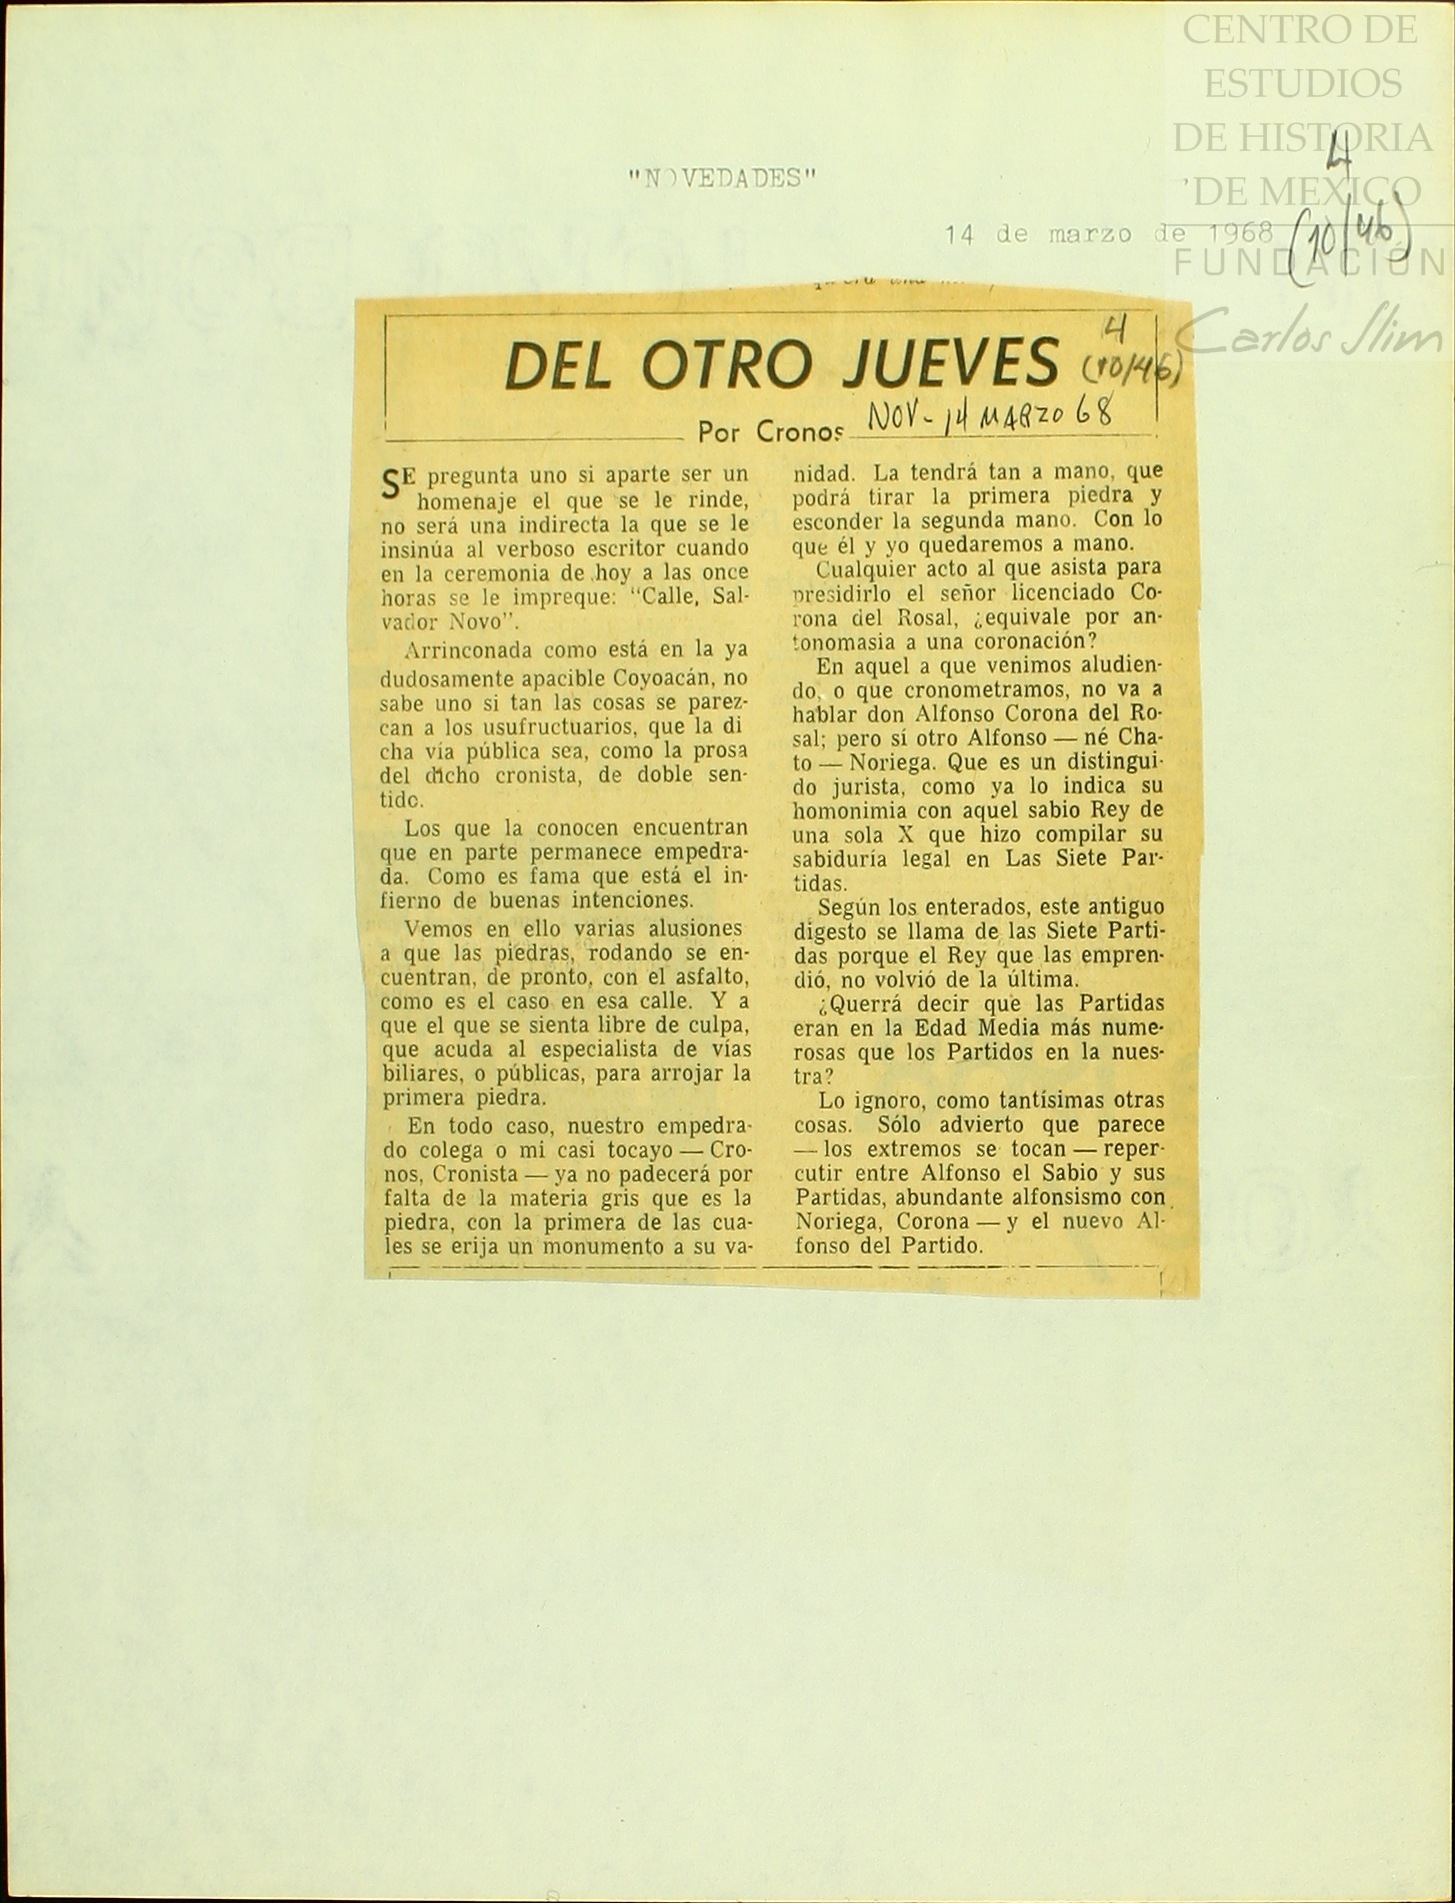 CENTRO DE
ESTUDIOS
DE HISTORIA
DE MEXICO
FUNDACIÓN
Carlos Slim
4
(10/46)
"NOVEDADES"
14 de marzo de 1968
DEL OTRO JUEVES
4
(10/46)
Por Cronos
NOV- 14 MARZO 68
SE pregunta uno si aparte ser un
homenaje el que se le rinde,
no será una indirecta la que se le
insinúa al verboso escritor cuando
en la ceremonia de hoy a las once
horas se le impreque: "Calle, Sal-
vador Novo".
Arrinconada como está en la ya
dudosamente apacible Coyoacán, no
sabe uno si tan las cosas se parez-
can a los usufructuarios, que la di
cha vía pública sea, como la prosa
del dicho cronista, de doble sen-
tido.
Los que la conocen encuentran
que en parte permanece empedra-
da. Como es fama que está el in-
fierno de buenas intenciones.
Vemos en ello varias alusiones
a que las piedras, rodando se en-
cuentran, de pronto, con el asfalto,
como es el caso en esa calle. Y a
que el que se sienta libre de culpa,
que acuda al especialista de vías
biliares, o públicas, para arrojar la
primera piedra.
En todo caso, nuestro empedra-
do colega o mi casi tocayo — Cro-
nos, Cronista — ya no padecerá por
falta de la materia gris que es la
piedra, con la primera de las cua-
les se erija un monumento a su va-
nidad. La tendrá tan a mano, que
podrá tirar la primera piedra y
esconder la segunda mano. Con lo
que él y yo quedaremos a mano.
Cualquier acto al que asista para
presidirlo el señor licenciado Co-
rona del Rosal, ¿equivale por an-
tonomasia a una coronación?
En aquel a que venimos aludien-
do, o que cronometramos, no va a
hablar don Alfonso Corona del Ro-
sal; pero sí otro Alfonso — né Cha-
to — Noriega. Que es un distingui-
do jurista, como ya lo indica su
homonimia con aquel sabio Rey de
una sola X que hizo compilar su
sabiduría legal en Las Siete Par-
tidas.
Según los enterados, este antiguo
digesto se llama de las Siete Parti-
das porque el Rey que las empren-
dió, no volvió de la última.
¿Querrá decir que las Partidas
eran en la Edad Media más nume-
rosas que los Partidos en la nues-
tra?
Lo ignoro, como tantísimas otras
cosas. Sólo advierto que parece
— los extremos se tocan — reper-
cutir entre Alfonso el Sabio y sus
Partidas, abundante alfonsismo con
Noriega, Corona — y el nuevo Al-
fonso del Partido.